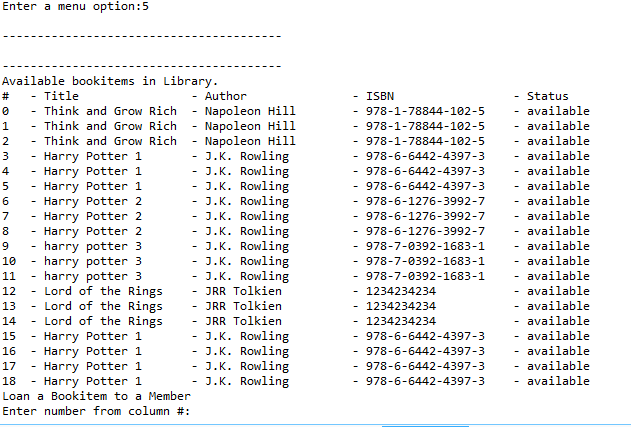 Enter a menu option:5
---------------------------------------
---------------------------------------
Available bookitems in Library.
#   - Title                - Author               - ISBN                - Status
0   - Think and Grow Rich  - Napoleon Hill        - 978-1-78844-102-5   - available
1   - Think and Grow Rich  - Napoleon Hill        - 978-1-78844-102-5   - available
2   - Think and Grow Rich  - Napoleon Hill        - 978-1-78844-102-5   - available
3   - Harry Potter 1       - J.K. Rowling         - 978-6-6442-4397-3   - available
4   - Harry Potter 1       - J.K. Rowling         - 978-6-6442-4397-3   - available
5   - Harry Potter 1       - J.K. Rowling         - 978-6-6442-4397-3   - available
6   - Harry Potter 2       - J.K. Rowling         - 978-6-1276-3992-7   - available
7   - Harry Potter 2       - J.K. Rowling         - 978-6-1276-3992-7   - available
8   - Harry Potter 2       - J.K. Rowling         - 978-6-1276-3992-7   - available
9   - harry potter 3       - J.K. Rowling         - 978-7-0392-1683-1   - available
10  - harry potter 3       - J.K. Rowling         - 978-7-0392-1683-1   - available
11  - harry potter 3       - J.K. Rowling         - 978-7-0392-1683-1   - available
12  - Lord of the Rings    - JRR Tolkien          - 1234234234          - available
13  - Lord of the Rings    - JRR Tolkien          - 1234234234          - available
14  - Lord of the Rings    - JRR Tolkien          - 1234234234          - available
15  - Harry Potter 1       - J.K. Rowling         - 978-6-6442-4397-3   - available
16  - Harry Potter 1       - J.K. Rowling         - 978-6-6442-4397-3   - available
17  - Harry Potter 1       - J.K. Rowling         - 978-6-6442-4397-3   - available
18  - Harry Potter 1       - J.K. Rowling         - 978-6-6442-4397-3   - available
Loan a Bookitem to a Member
Enter number from column #: